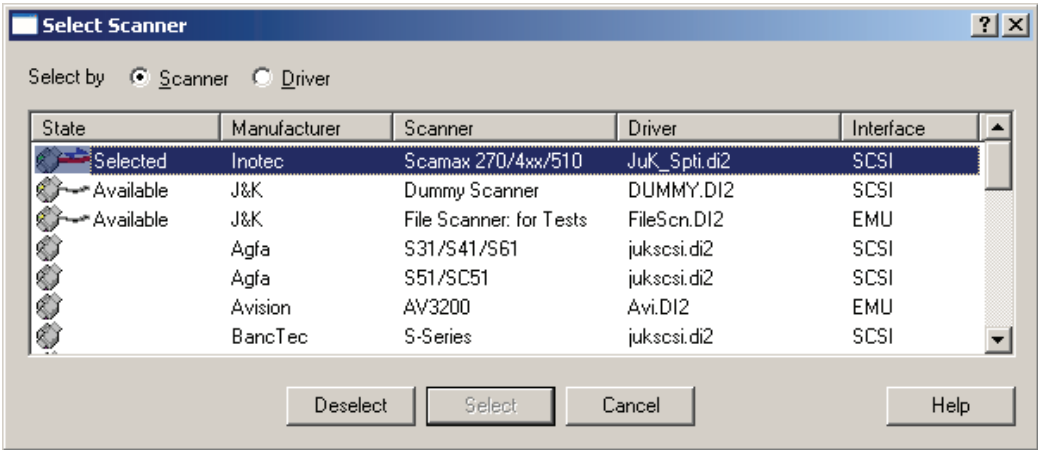 Select Scanner
Select by Scanner Driver
State Manufacturer Scanner Driver Interface
Selected Inotec Scamax 270/4xx/510 JuK_Spti.di2 SCSI
Available J&K Dummy Scanner DUMMY.DI2 SCSI
Available J&K File Scanner: for Tests FileScn.DI2 EMU
Agfa S31/S41/S61 jukscsi.di2 SCSI
Agfa S51/SC51 jukscsi.di2 SCSI
Avision AV3200 Avi.DI2 EMU
BancTec S-Series jukscsi.di2 SCSI
Deselect Select Cancel Help